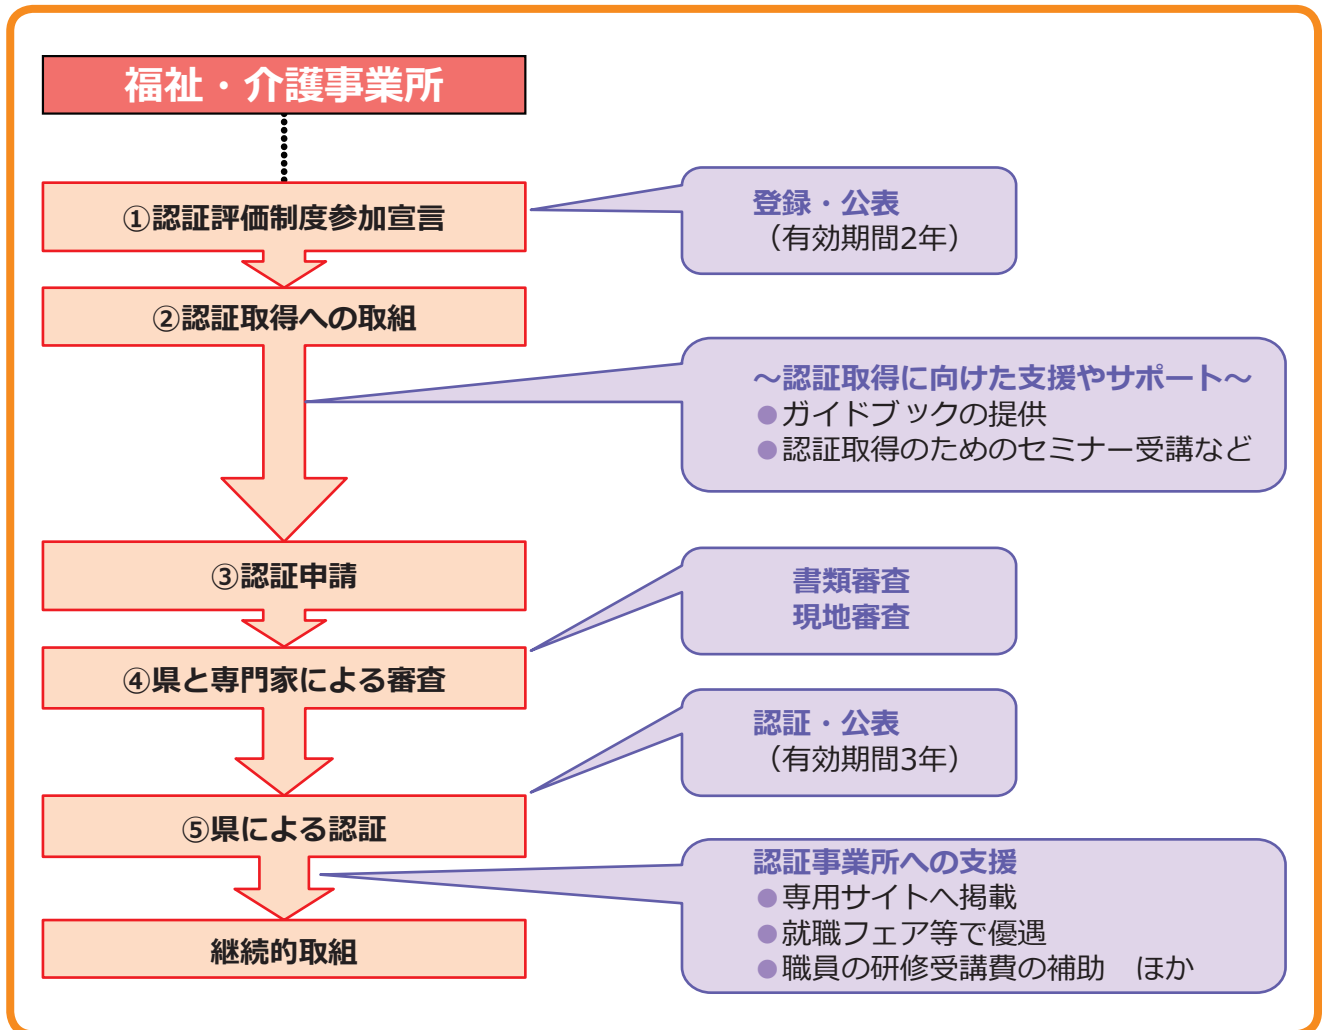 福祉・介護事業所
①認証評価制度参加宣言
登録・公表
（有効期間2年）
②認証取得への取組
～認証取得に向けた支援やサポート～
●ガイドブックの提供
●認証取得のためのセミナー受講など
③認証申請
書類審査
現地審査
④県と専門家による審査
認証・公表
（有効期間3年）
⑤県による認証
認証事業所への支援
●専用サイトへ掲載
●就職フェア等で優遇
●職員の研修受講費の補助　ほか
継続的取組